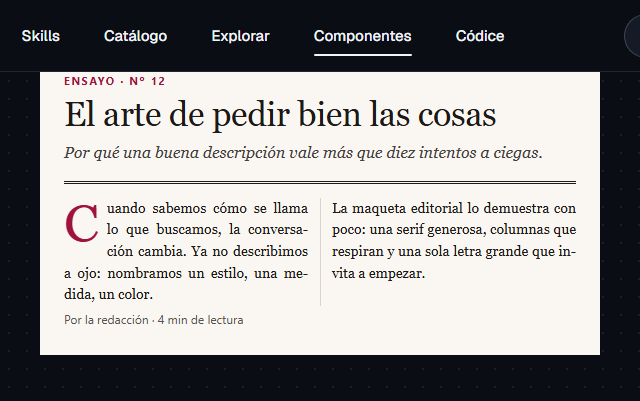 Skills Catálogo Explorar Componentes Códice
ENSAYO · Nº 12
El arte de pedir bien las cosas
Por qué una buena descripción vale más que diez intentos a ciegas.
Cuando sabemos cómo se llama
lo que buscamos, la conversa-
ción cambia. Ya no describimos
a ojo: nombramos un estilo, una me-
dida, un color.
La maqueta editorial lo demuestra con
poco: una serif generosa, columnas que
respiran y una sola letra grande que in-
vita a empezar.
Por la redacción · 4 min de lectura